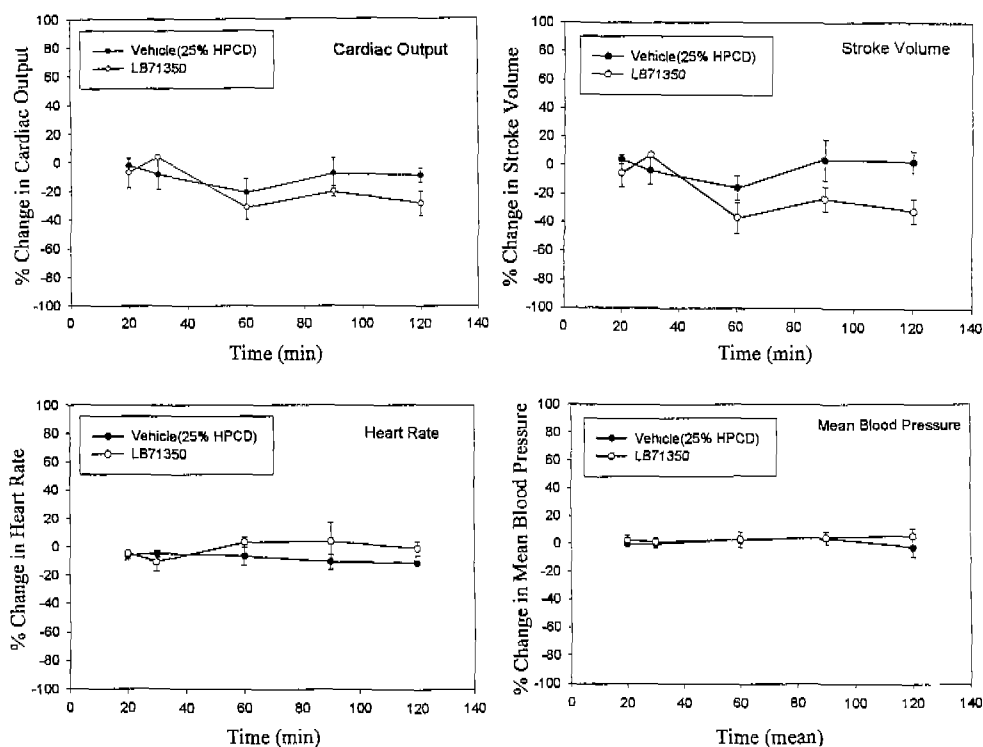 Cardiac Output
Vehicle(25% HPCD)
LB71350
% Change in Cardiac Output
100
80
60
40
20
0
-20
-40
-60
-80
-100
0 20 40 60 80 100 120 140
Time (min)
Stroke Volume
Vehicle(25% HPCD)
LB71350
% Change in Stroke Volume
100
80
60
40
20
0
-20
-40
-60
-80
-100
0 20 40 60 80 100 120 140
Time (min)
Heart Rate
Vehicle(25% HPCD)
LB71350
% Change in Heart Rate
100
80
60
40
20
0
-20
-40
-60
-80
-100
0 20 40 60 80 100 120 140
Time (min)
Mean Blood Pressure
Vehicle(25% HPCD)
LB71350
% Change in Mean Blood Pressure
100
80
60
40
20
0
-20
-40
-60
-80
-100
0 20 40 60 80 100 120 140
Time (mean)